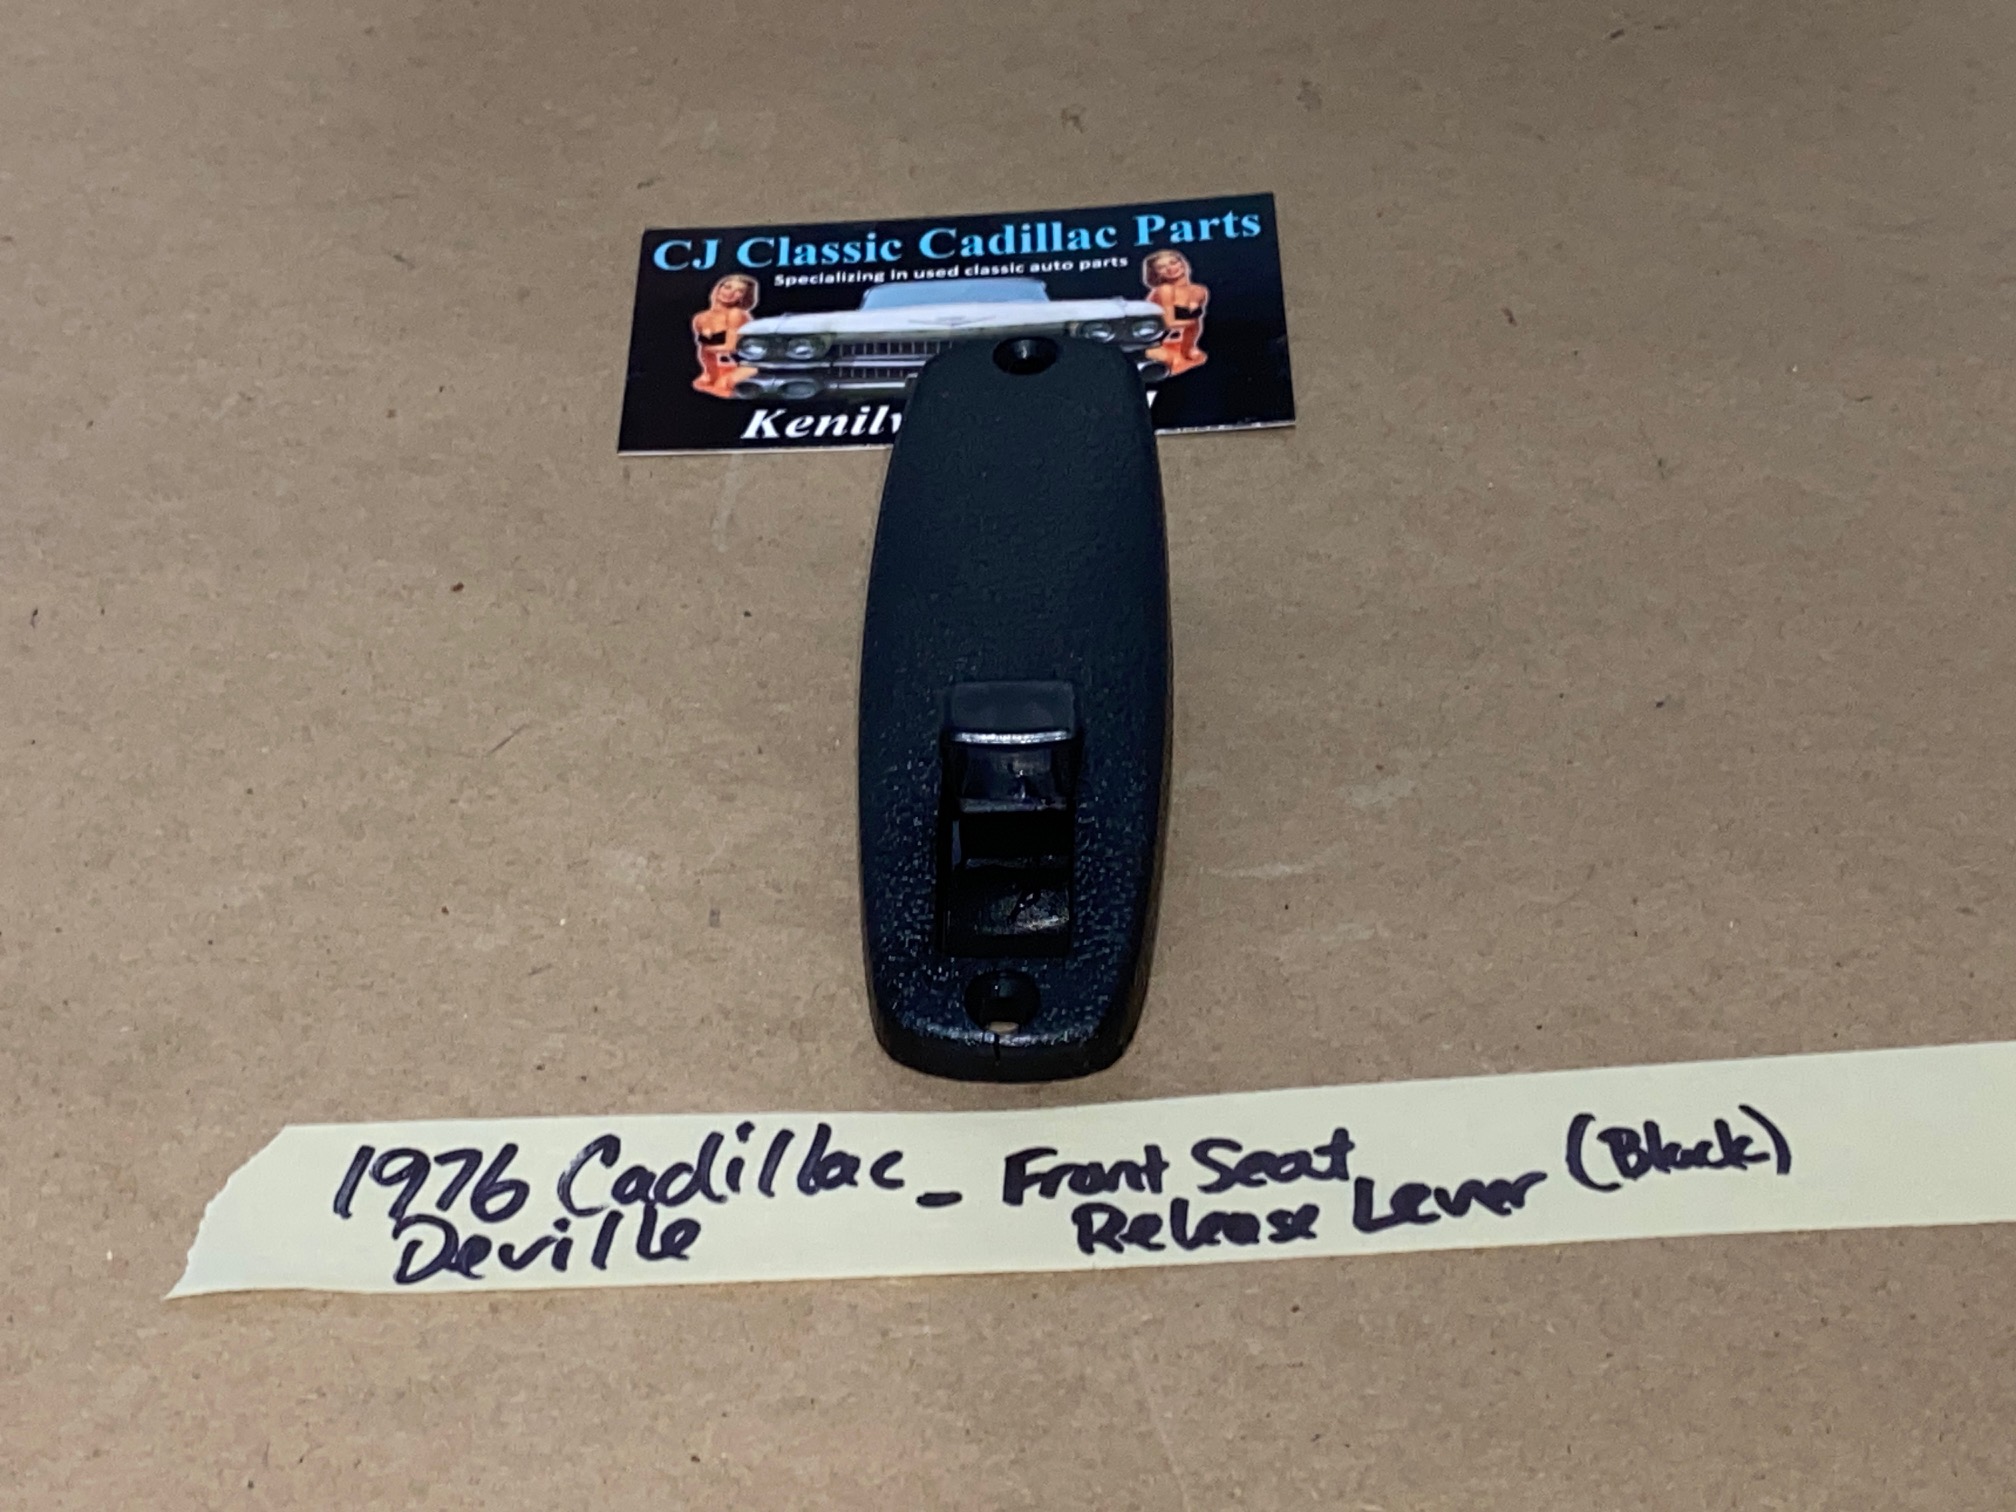 CJ Classic Cadillac Parts
Specializing in used classic auto parts
1976 Cadillac - Front Seat
Deville Release Lever (Black)